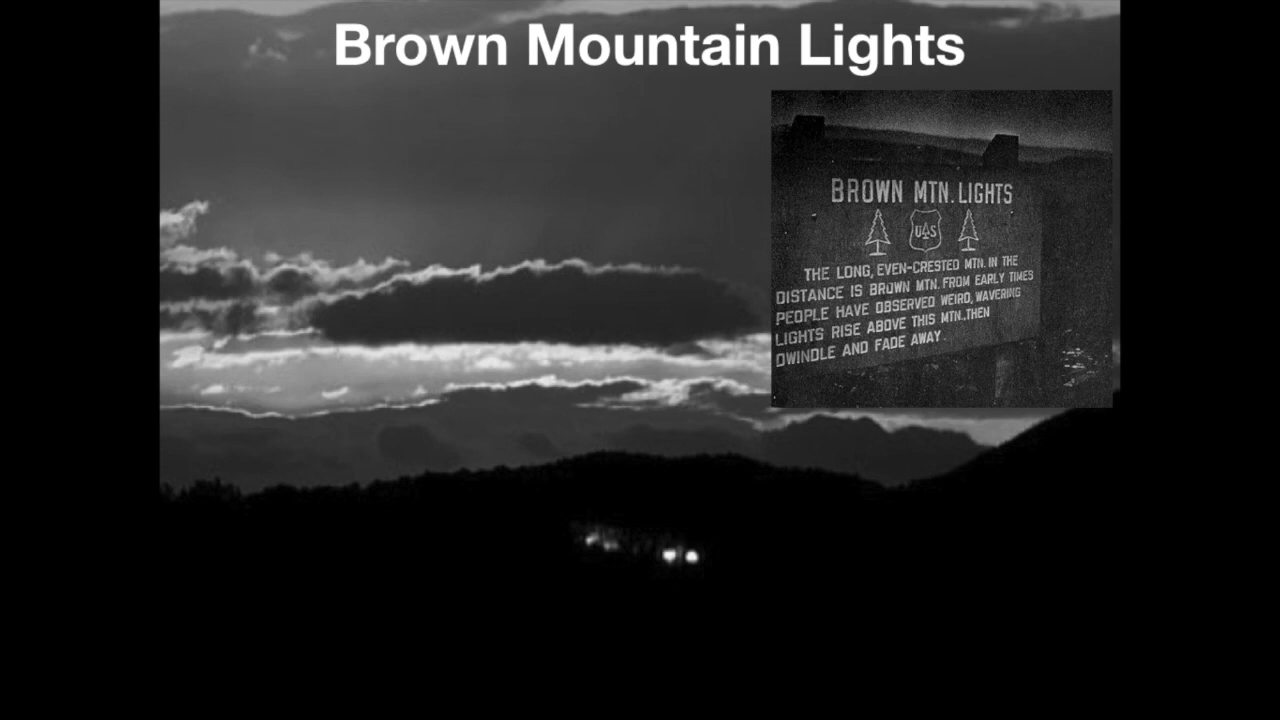 Brown Mountain Lights
BROWN MTN. LIGHTS
UAS
THE LONG, EVEN-CRESTED MTN. IN THE
DISTANCE IS BROWN MTN. FROM EARLY TIMES
PEOPLE HAVE OBSERVED WEIRD, WAVERING
LIGHTS RISE ABOVE THIS MTN. THEN
DWINDLE AND FADE AWAY.